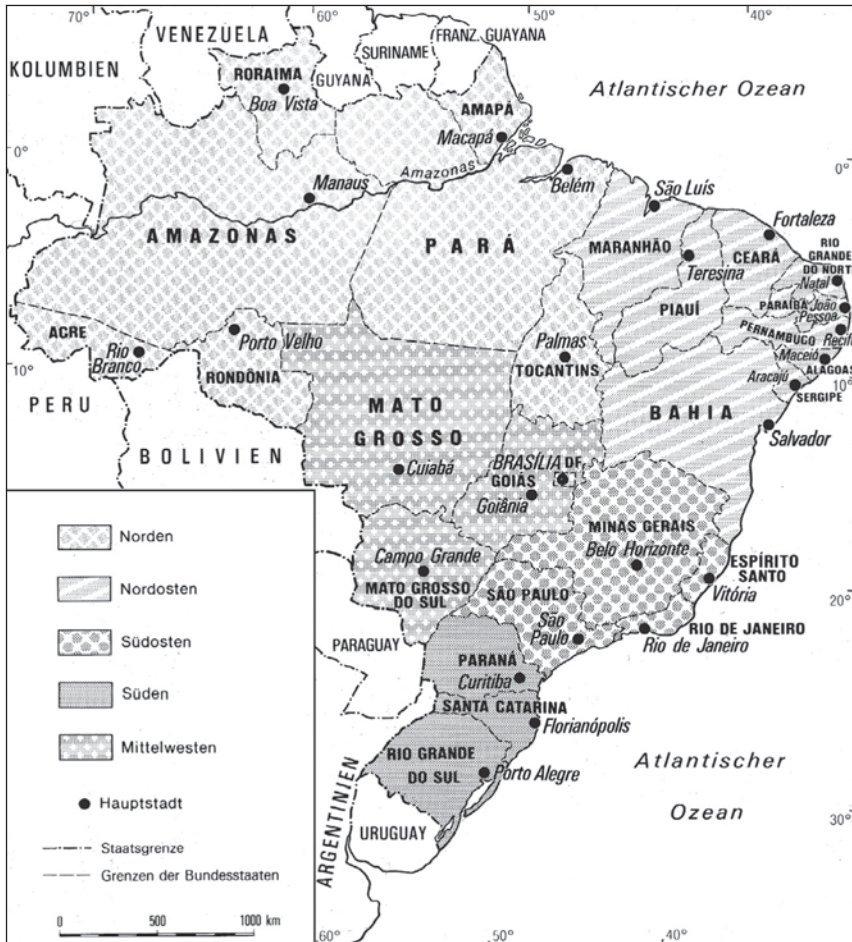 70°
60°
50°
40°
VENEZUELA
FRANZ. GUAYANA
SURINAME
KOLUMBIEN
RORAIMA
GUYANA
Boa Vista
Atlantischer Ozean
AMAPÁ
Macapá
0°
0°
Amazonas
Manaus
Belém
São Luís
Fortaleza
AMAZONAS
PARÁ
MARANHÃO
CEARÁ
RIO
GRANDE
DO NORTE
Teresina
Natal
PIAUÍ
PARAÍBA
João
Pessoa
ACRE
Porto Velho
Palmas
PERNAMBUCO
Recife
Rio
Branco
TOCANTINS
Maceió
ALAGOAS
10°
RONDÔNIA
Aracajú
10°
SERGIPE
PERU
MATO
GROSSO
BAHIA
BOLIVIEN
Cuiabá
BRASÍLIA DF
GOIÁS
Goiânia
Salvador
MINAS GERAIS
Norden
Campo Grande
Belo Horizonte
ESPÍRITO
SANTO
Nordosten
MATO GROSSO
DO SUL
SÃO PAULO
Vitória
20°
Südosten
PARAGUAY
São
Paulo
RIO DE JANEIRO
Rio de Janeiro
PARANÁ
Curitiba
Süden
SANTA CATARINA
Florianópolis
Mittelwesten
RIO GRANDE
DO SUL
Porto Alegre
Atlantischer
Ozean
Hauptstadt
ARGENTINIEN
URUGUAY
30°
Staatsgrenze
Grenzen der Bundesstaaten
0 500 1000 km
60°
50°
40°